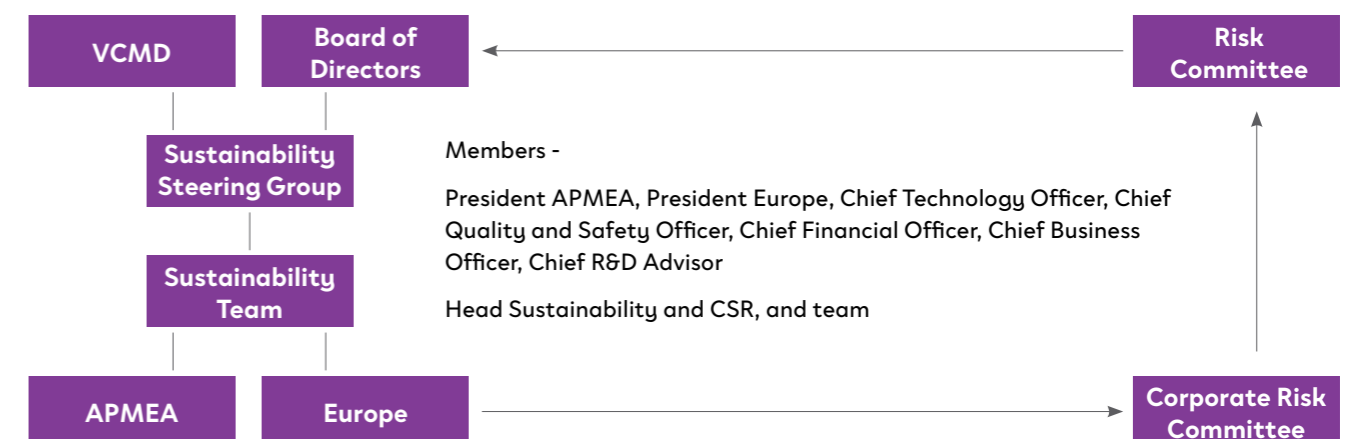 VCMD
Board of
Directors
Risk
Committee
Sustainability
Steering Group
Members -
President APMEA, President Europe, Chief Technology Officer, Chief
Quality and Safety Officer, Chief Financial Officer, Chief Business
Officer, Chief R&D Advisor
Sustainability
Team
Head Sustainability and CSR, and team
APMEA
Europe
Corporate Risk
Committee